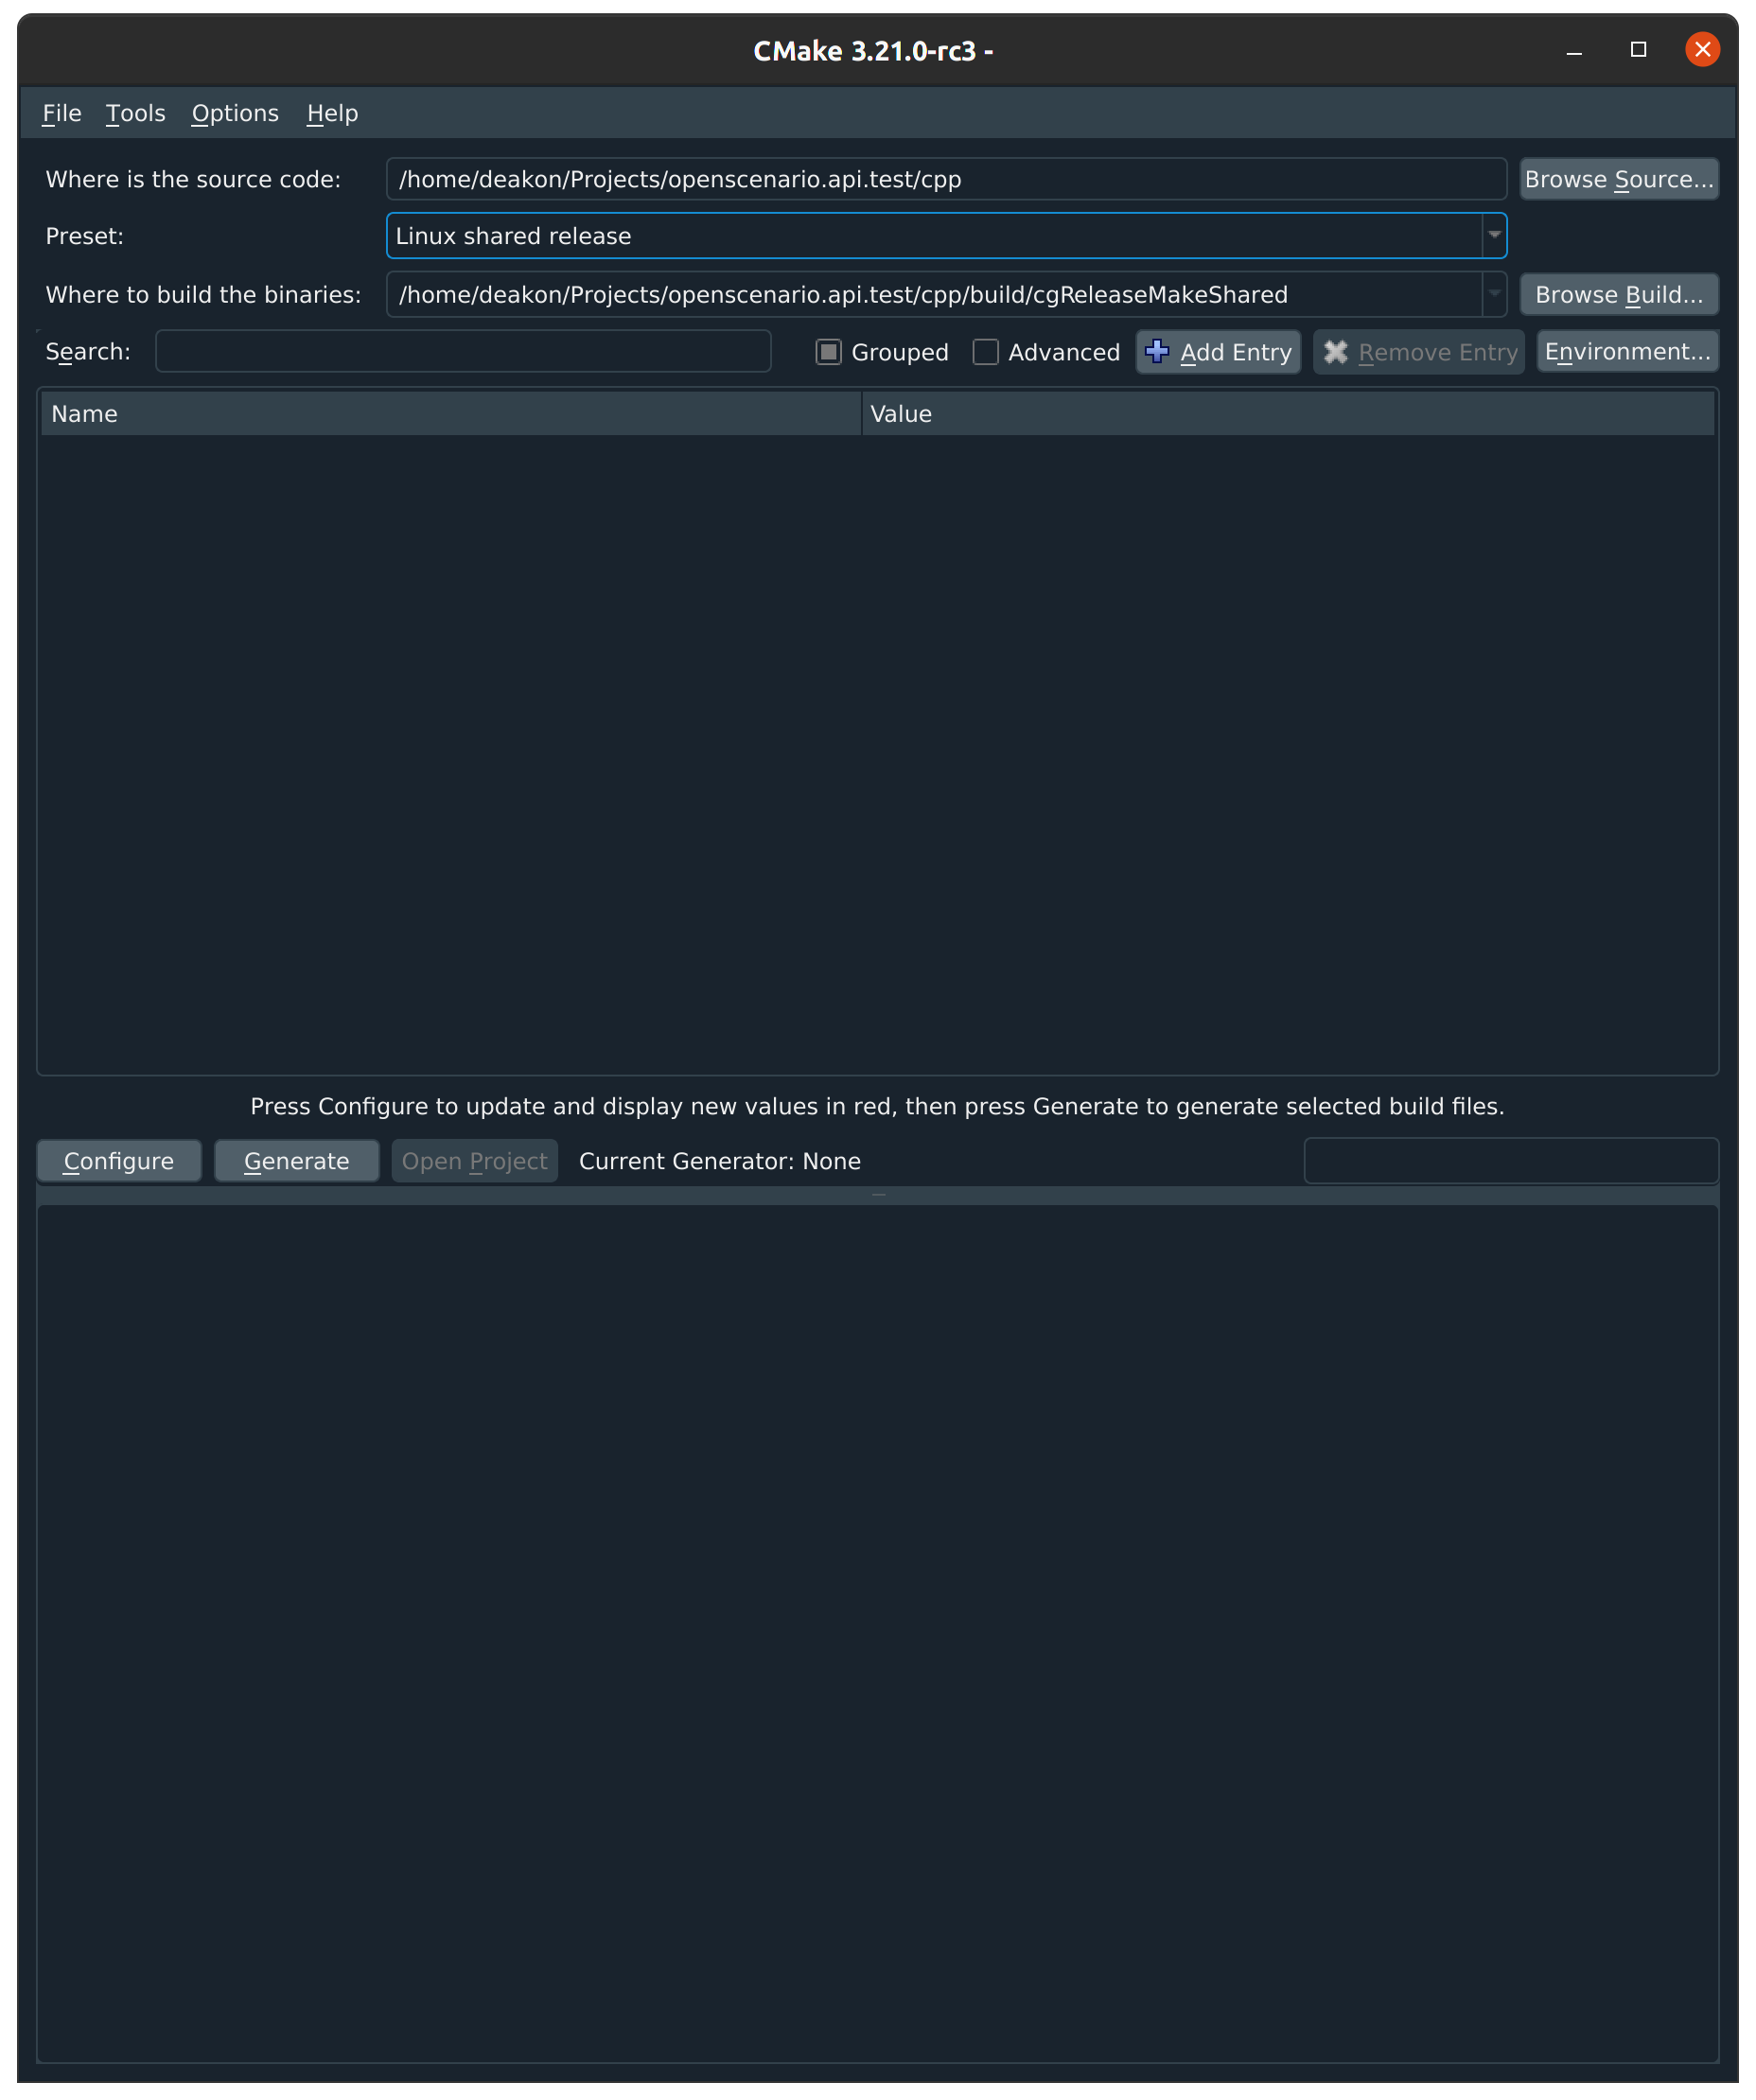 CMake 3.21.0-rc3 -
File Tools Options Help
Where is the source code: /home/deakon/Projects/openscenario.api.test/cpp Browse Source...
Preset: Linux shared release
Where to build the binaries: /home/deakon/Projects/openscenario.api.test/cpp/build/cgReleaseMakeShared Browse Build...
Search: Grouped Advanced Add Entry Remove Entry Environment...
Name Value
Press Configure to update and display new values in red, then press Generate to generate selected build files.
Configure Generate Open Project Current Generator: None